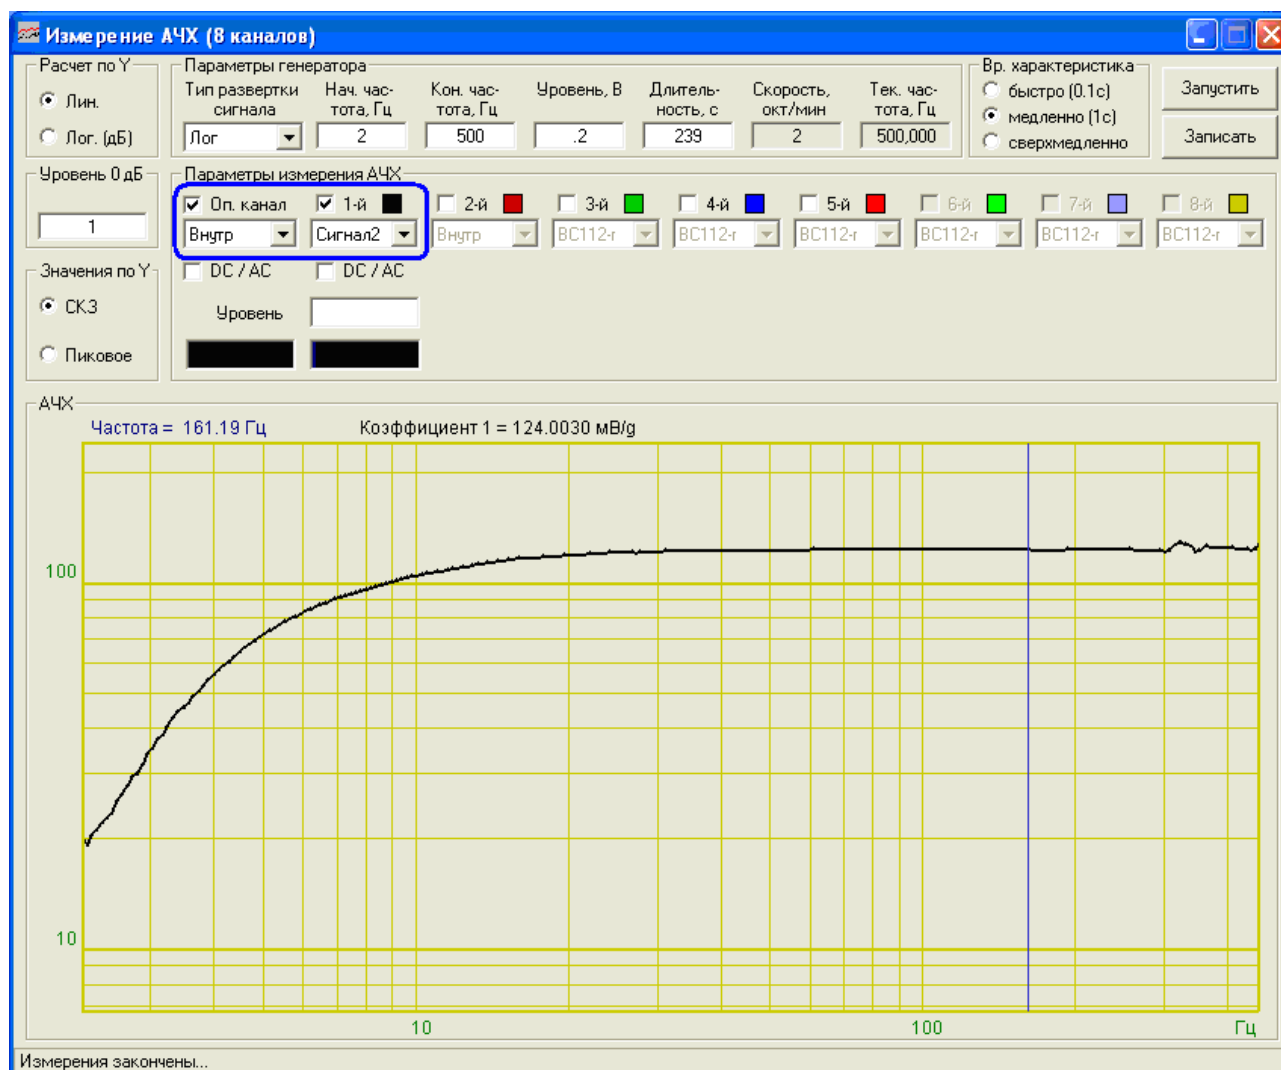 Измерение АЧХ (8 каналов)
Расчет по Y
Лин.
Лог. (дБ)
Параметры генератора
Тип развертки сигнала
Нач. час- тота, Гц
Кон. час- тота, Гц
Уровень, В
Длитель- ность, с
Скорость, окт/мин
Тек. час- тота, Гц
Лог
2
500
.2
239
2
500,000
Вр. характеристика
быстро (0.1с)
медленно (1с)
сверхмедленно
Запустить
Записать
Уровень 0 дБ
1
Параметры измерения АЧХ
Оп. канал
1-й
2-й
3-й
4-й
5-й
6-й
7-й
8-й
Внутр
Сигнал2
Внутр
ВС112-г
ВС112-г
ВС112-г
ВС112-г
ВС112-г
ВС112-г
Значения по Y
СКЗ
Пиковое
DC / AC
DC / AC
Уровень
АЧХ
Частота = 161.19 Гц
Коэффициент 1 = 124.0030 мВ/g
100
10
10
100
Гц
Измерения закончены...